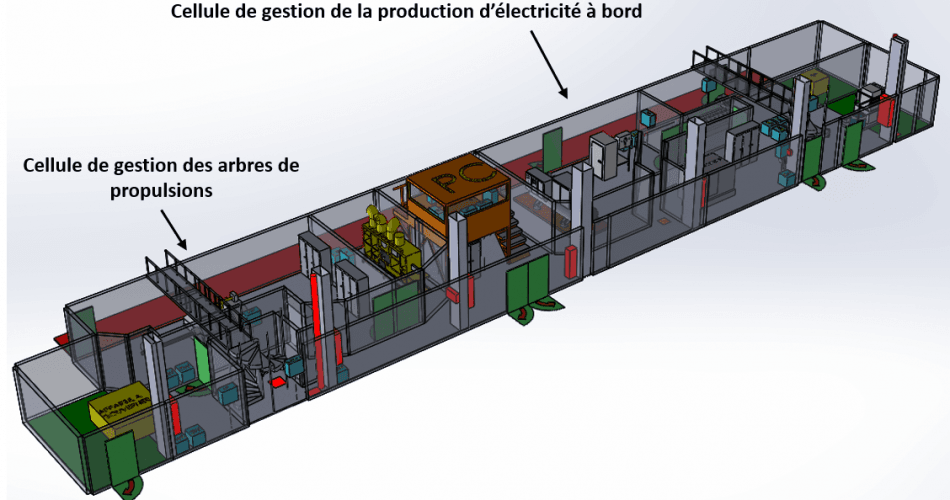 Cellule de gestion de la production d’électricité à bord
Cellule de gestion des arbres de
propulsions
PC